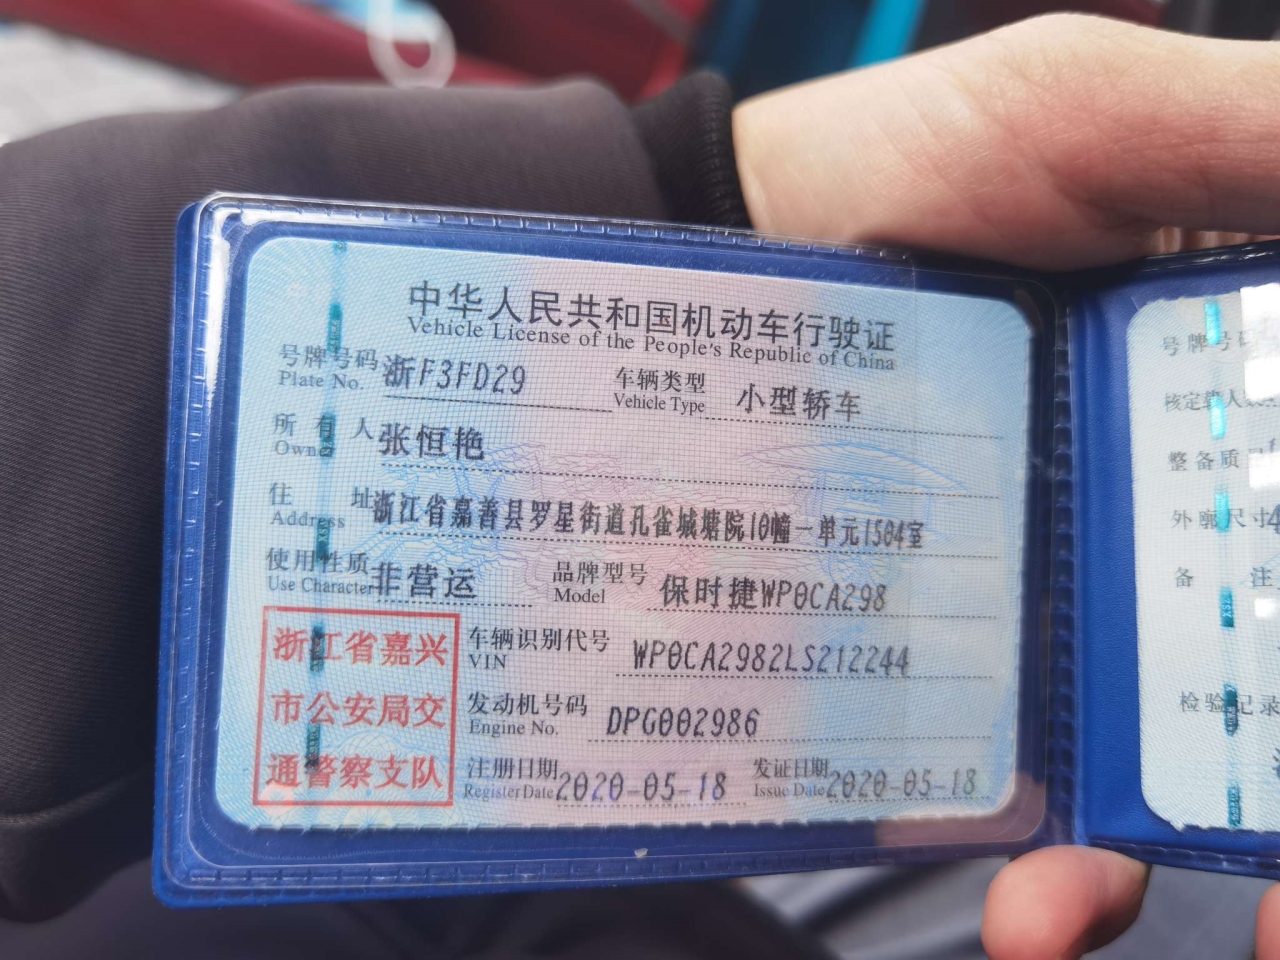 中华人民共和国机动车行驶证
Vehicle License of the People's Republic of China
号牌号码 浙F3FD29 车辆类型 小型轿车
Plate No. Vehicle Type
所有人 张恒艳
Owner
住址 浙江省嘉善县罗星街道孔雀城塘院10幢一单元1504室
Address
使用性质 非营运 品牌型号 保时捷WP0CA298
Use Character Model
浙江省嘉兴
市公安局交
通警察支队
车辆识别代号 WP0CA2982LS212244
VIN
发动机号码 DPG002986
Engine No.
注册日期 2020-05-18 发证日期 2020-05-18
Register Date Issue Date
号牌号
核定载人
整备质
外廓尺寸
备 注
检验记录